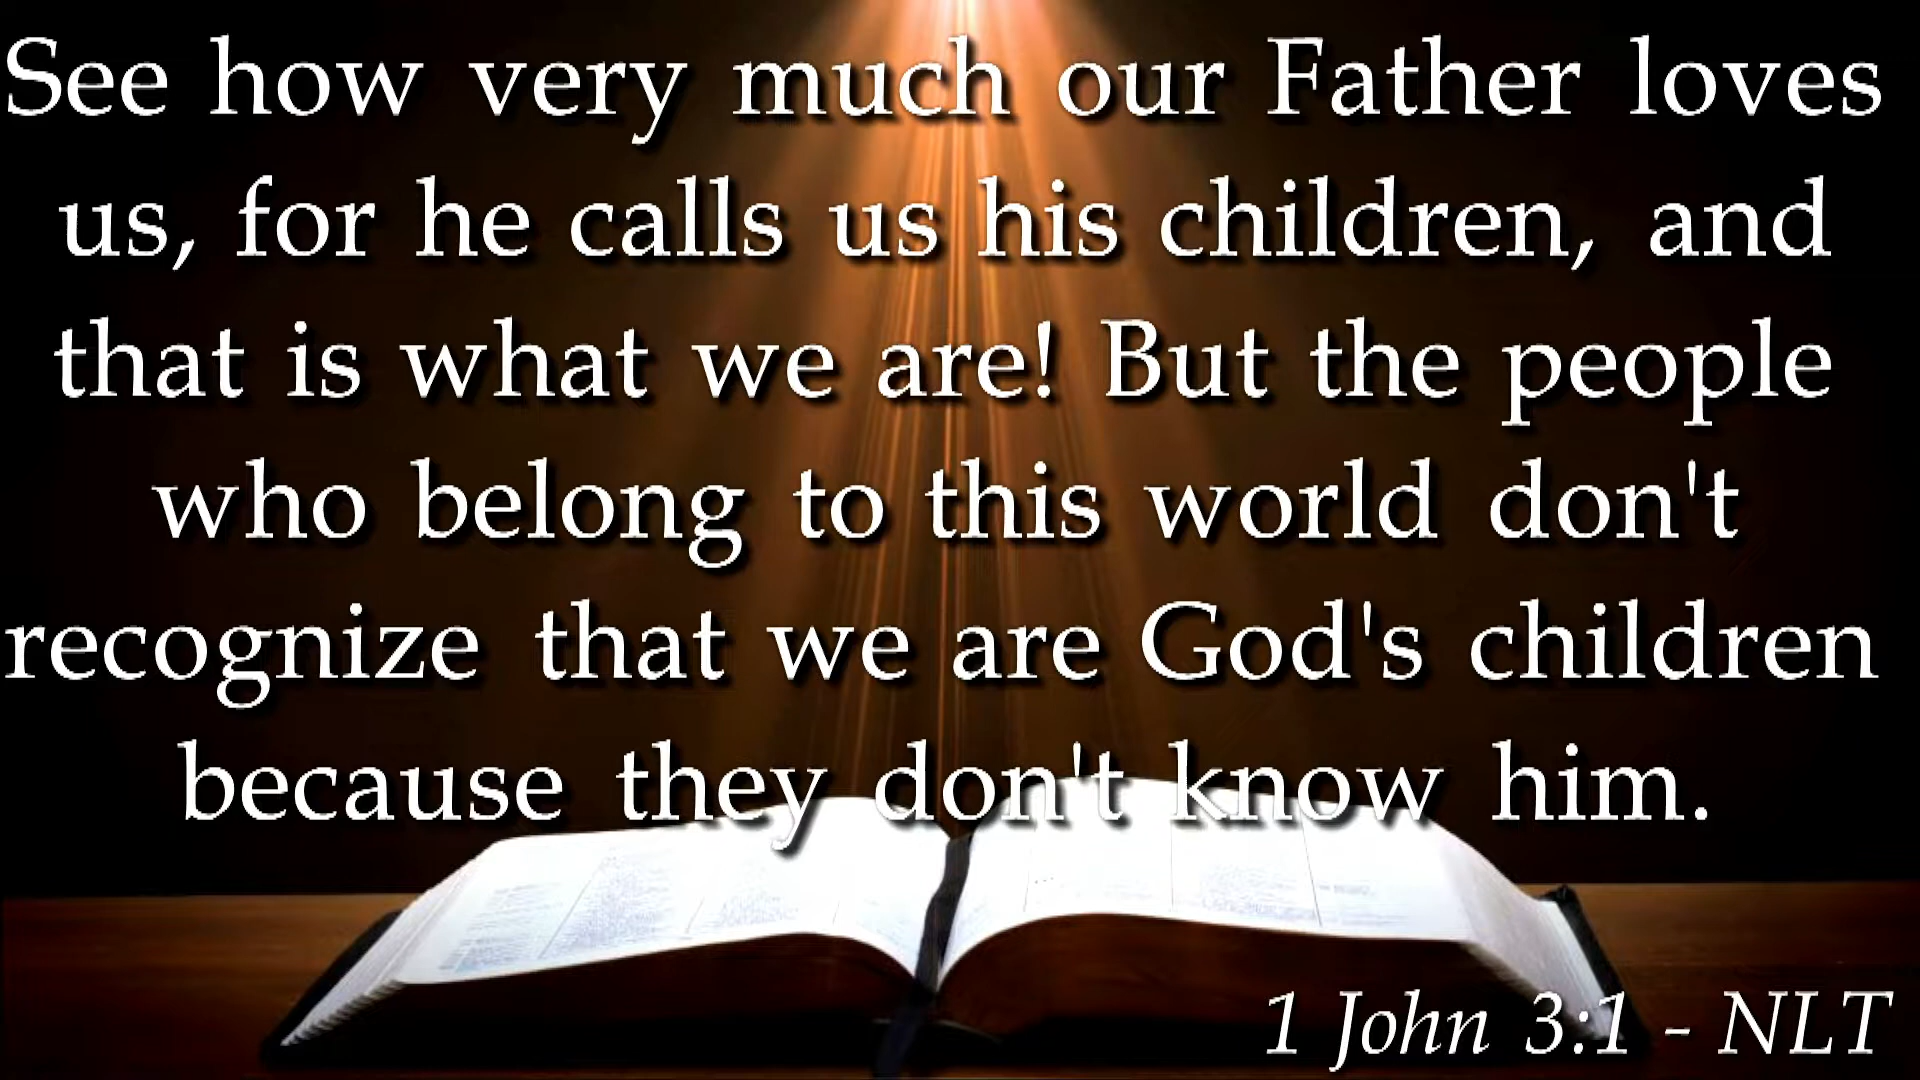 See how very much our Father loves
us, for he calls us his children, and
that is what we are! But the people
who belong to this world don't
recognize that we are God's children
because they don't know him.
1 John 3:1 - NLT